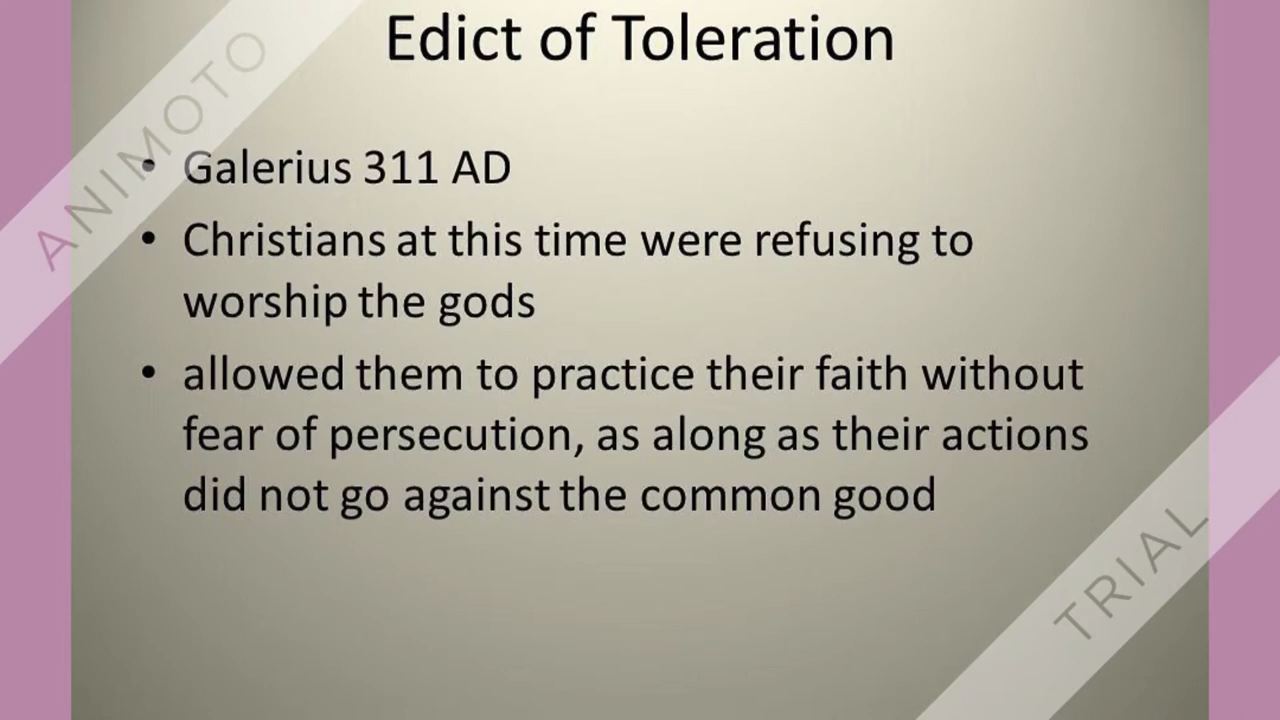 Edict of Toleration
ANIMOTO
• Galerius 311 AD
• Christians at this time were refusing to
worship the gods
• allowed them to practice their faith without
fear of persecution, as along as their actions
did not go against the common good
TRIAL